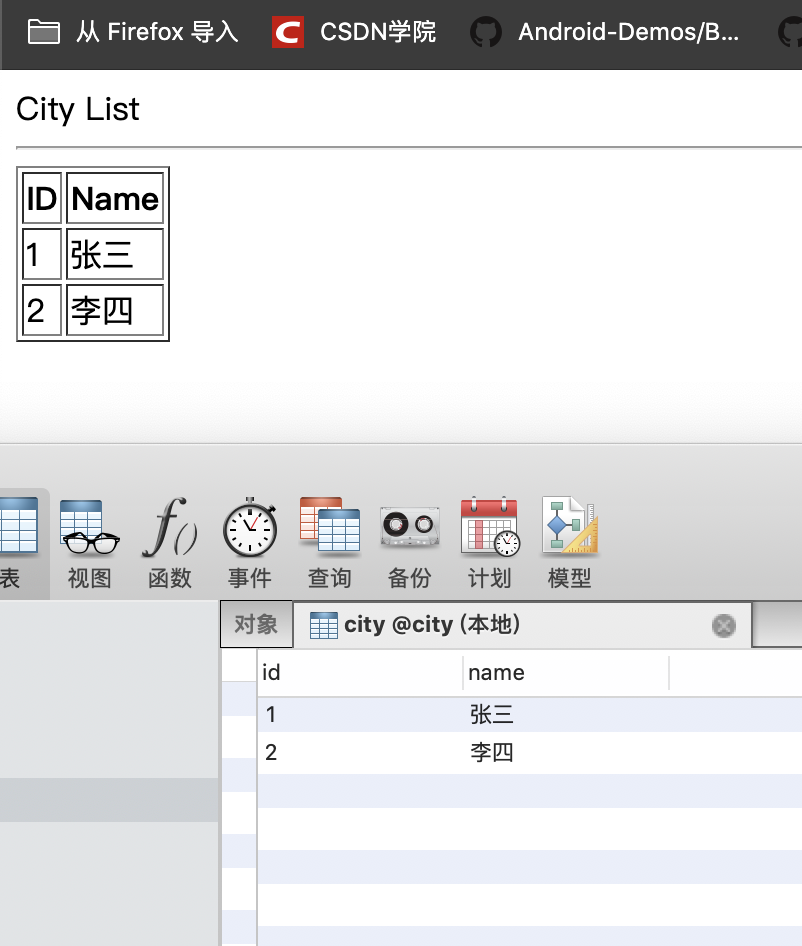 从 Firefox 导入 CSDN学院 Android-Demos/B...
City List
ID Name
1 张三
2 李四
表 视图 函数 事件 查询 备份 计划 模型
对象 city @city (本地)
id name
1 张三
2 李四